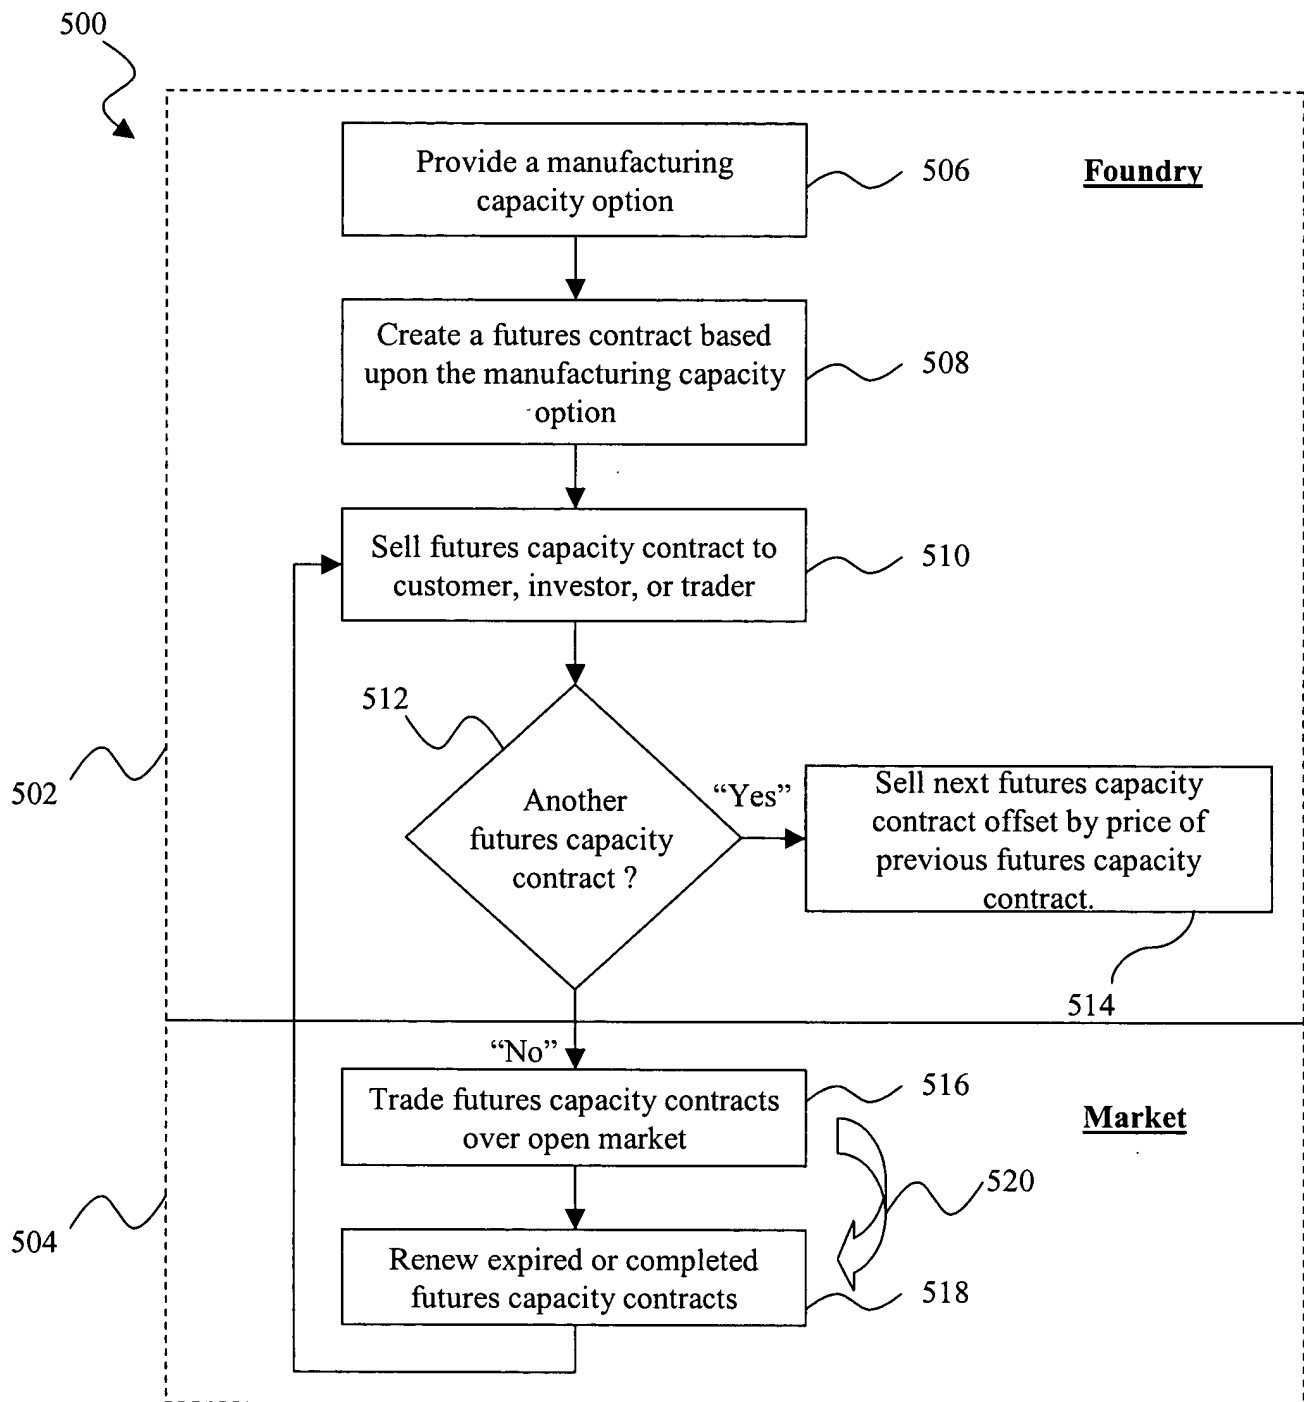 500
Provide a manufacturing
capacity option
506
Foundry
Create a futures contract based
upon the manufacturing capacity
option
508
Sell futures capacity contract to
customer, investor, or trader
510
512
Another
futures capacity
contract ?
“Yes”
Sell next futures capacity
contract offset by price of
previous futures capacity
contract.
502
514
“No”
Trade futures capacity contracts
over open market
516
Market
520
504
Renew expired or completed
futures capacity contracts
518